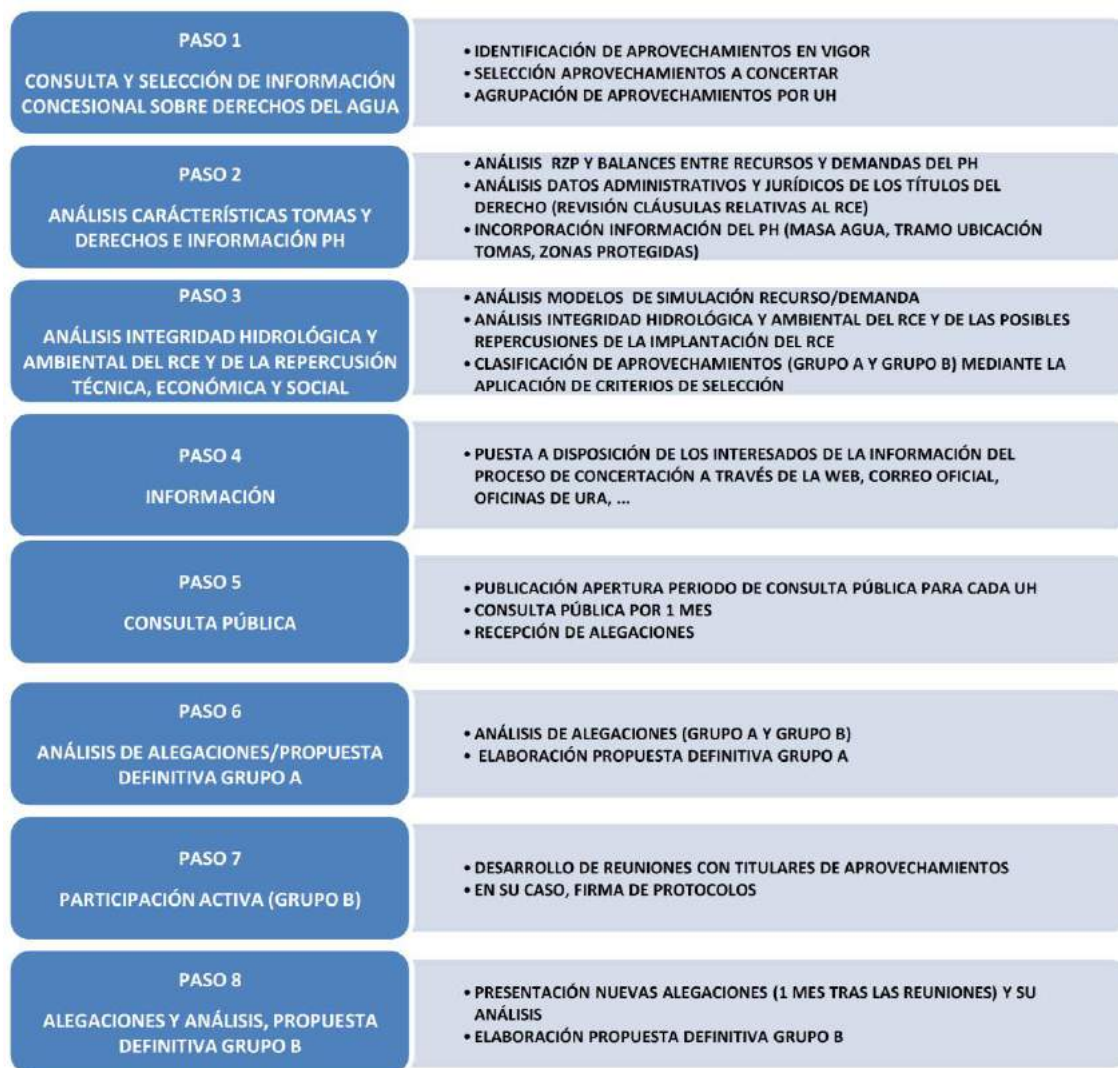 PASO 1
CONSULTA Y SELECCIÓN DE INFORMACIÓN
CONCESIONAL SOBRE DERECHOS DEL AGUA
• IDENTIFICACIÓN DE APROVECHAMIENTOS EN VIGOR
• SELECCIÓN APROVECHAMIENTOS A CONCERTAR
• AGRUPACIÓN DE APROVECHAMIENTOS POR UH
PASO 2
ANÁLISIS CARÁCTERÍSTICAS TOMAS Y
DERECHOS E INFORMACIÓN PH
• ANÁLISIS RZP Y BALANCES ENTRE RECURSOS Y DEMANDAS DEL PH
• ANÁLISIS DATOS ADMINISTRATIVOS Y JURÍDICOS DE LOS TÍTULOS DEL
DERECHO (REVISIÓN CLÁUSULAS RELATIVAS AL RCE)
• INCORPORACIÓN INFORMACIÓN DEL PH (MASA AGUA, TRAMO UBICACIÓN
TOMAS, ZONAS PROTEGIDAS)
PASO 3
ANÁLISIS INTEGRIDAD HIDROLÓGICA Y
AMBIENTAL DEL RCE Y DE LA REPERCUSIÓN
TÉCNICA, ECONÓMICA Y SOCIAL
• ANÁLISIS MODELOS DE SIMULACIÓN RECURSO/DEMANDA
• ANÁLISIS INTEGRIDAD HIDROLÓGICA Y AMBIENTAL DEL RCE Y DE LAS POSIBLES
REPERCUSIONES DE LA IMPLANTACIÓN DEL RCE
• CLASIFICACIÓN DE APROVECHAMIENTOS (GRUPO A Y GRUPO B) MEDIANTE LA
APLICACIÓN DE CRITERIOS DE SELECCIÓN
PASO 4
INFORMACIÓN
• PUESTA A DISPOSICIÓN DE LOS INTERESADOS DE LA INFORMACIÓN DEL
PROCESO DE CONCERTACIÓN A TRAVÉS DE LA WEB, CORREO OFICIAL,
OFICINAS DE URA, ...
PASO 5
CONSULTA PÚBLICA
• PUBLICACIÓN APERTURA PERIODO DE CONSULTA PÚBLICA PARA CADA UH
• CONSULTA PÚBLICA POR 1 MES
• RECEPCIÓN DE ALEGACIONES
PASO 6
ANÁLISIS DE ALEGACIONES/PROPUESTA
DEFINITIVA GRUPO A
• ANÁLISIS DE ALEGACIONES (GRUPO A Y GRUPO B)
• ELABORACIÓN PROPUESTA DEFINITIVA GRUPO A
PASO 7
PARTICIPACIÓN ACTIVA (GRUPO B)
• DESARROLLO DE REUNIONES CON TITULARES DE APROVECHAMIENTOS
• EN SU CASO, FIRMA DE PROTOCOLOS
PASO 8
ALEGACIONES Y ANÁLISIS, PROPUESTA
DEFINITIVA GRUPO B
• PRESENTACIÓN NUEVAS ALEGACIONES (1 MES TRAS LAS REUNIONES) Y SU
ANÁLISIS
• ELABORACIÓN PROPUESTA DEFINITIVA GRUPO B